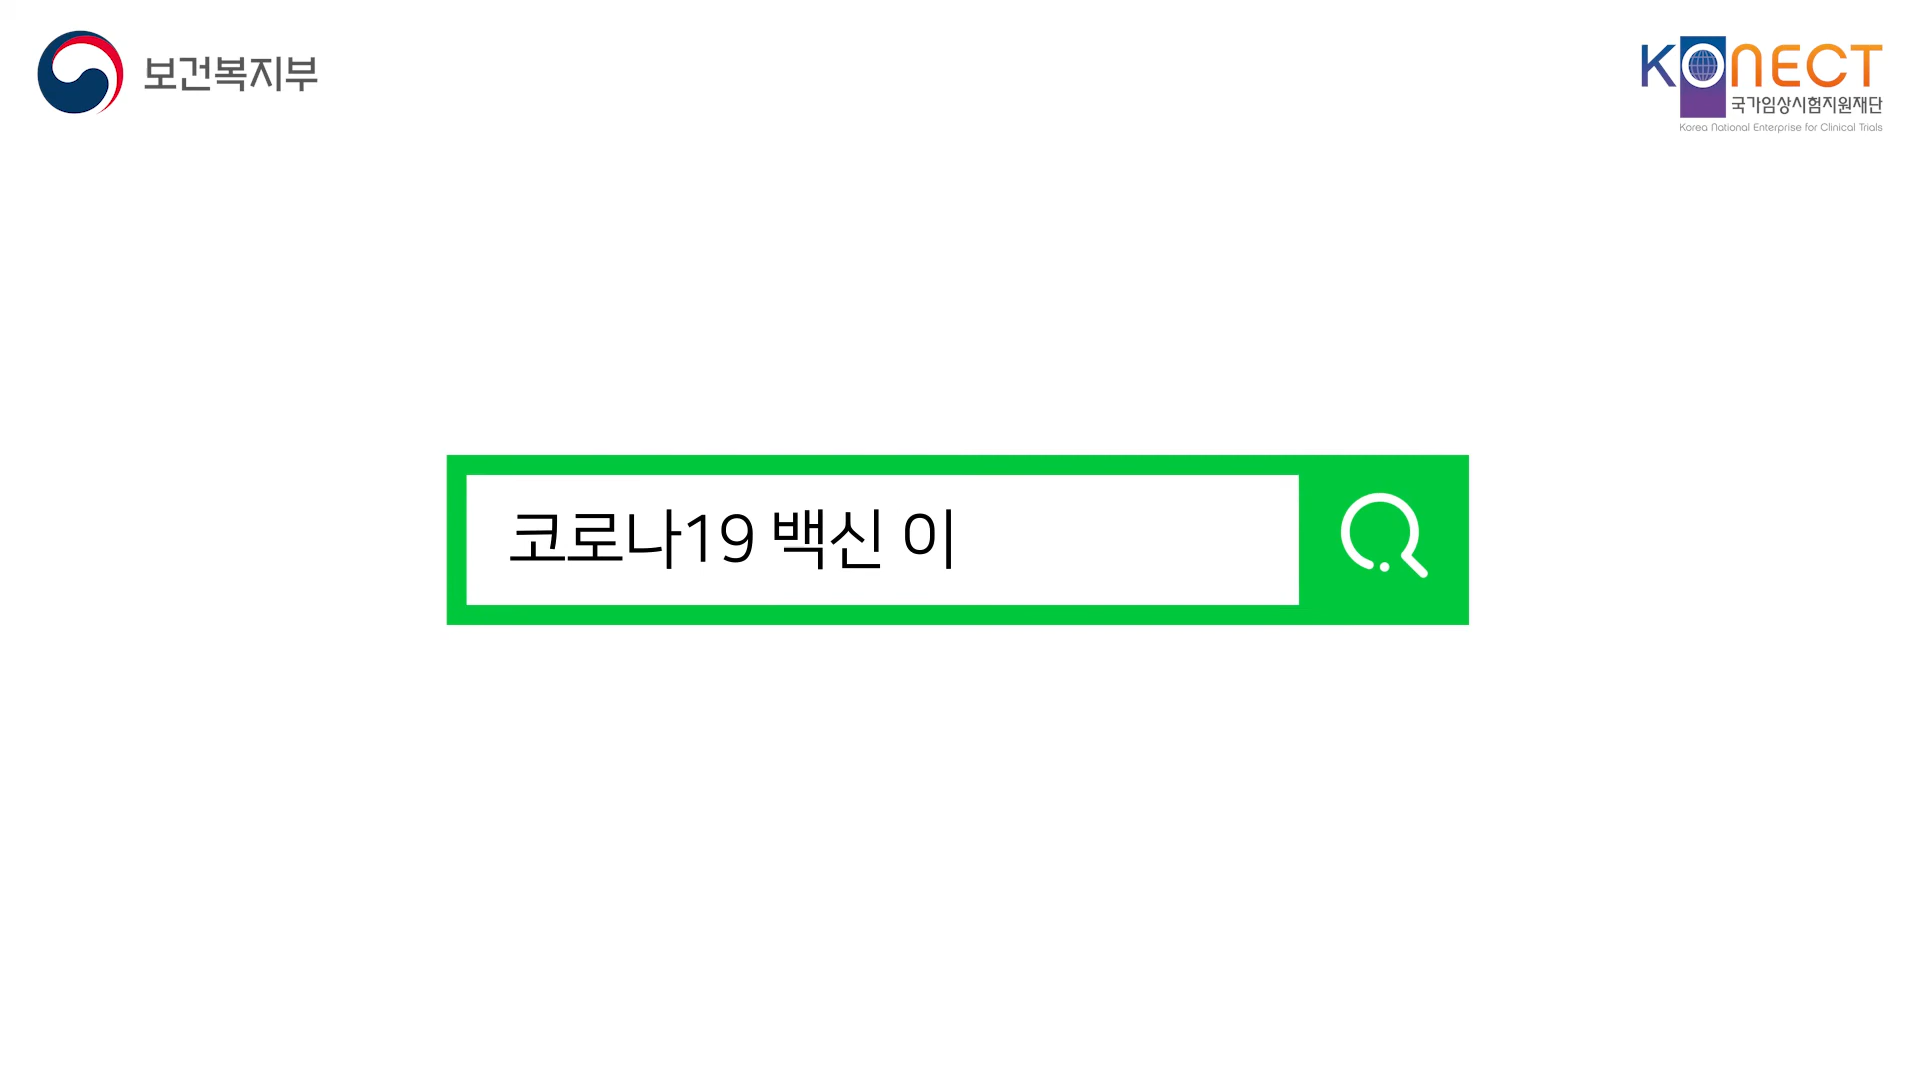 보건복지부
KONECT
국가임상시험지원재단
Korea National Enterprise for Clinical Trials
코로나19 백신 이